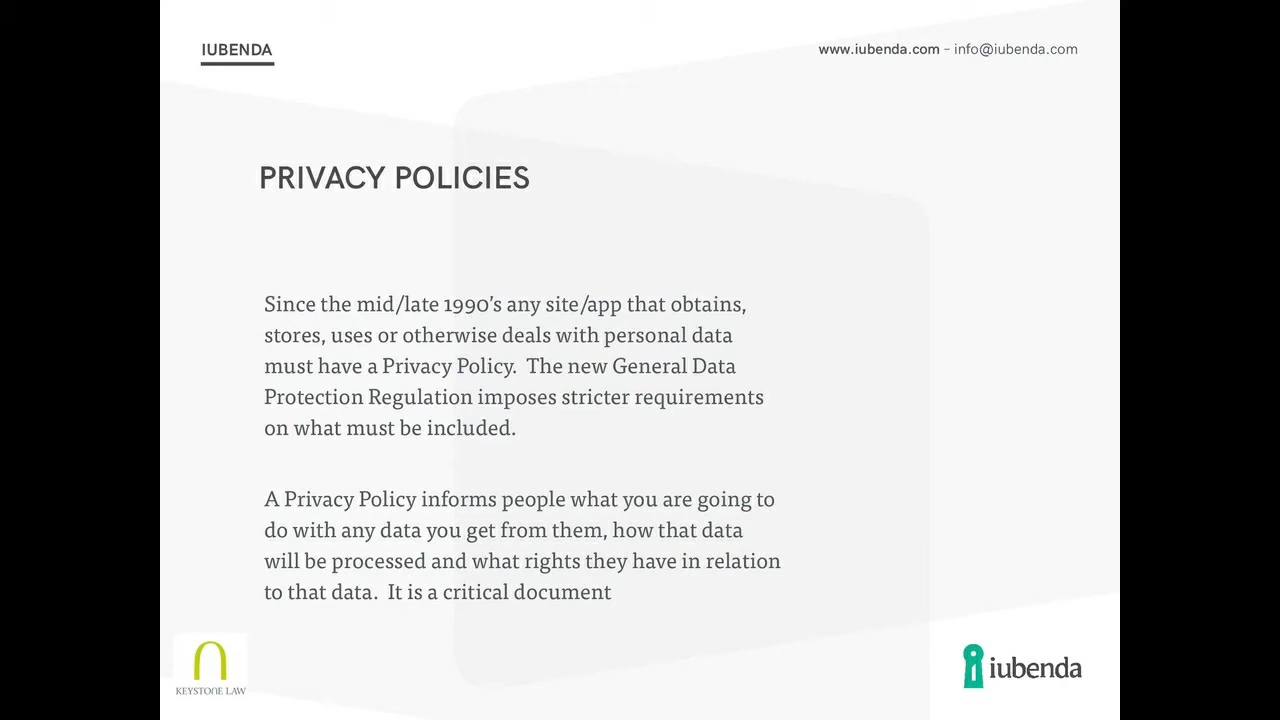 IUBENDA
www.iubenda.com – info@iubenda.com
PRIVACY POLICIES
Since the mid/late 1990’s any site/app that obtains,
stores, uses or otherwise deals with personal data
must have a Privacy Policy.  The new General Data
Protection Regulation imposes stricter requirements
on what must be included.
A Privacy Policy informs people what you are going to
do with any data you get from them, how that data
will be processed and what rights they have in relation
to that data.  It is a critical document
KEYSTONE LAW
iubenda